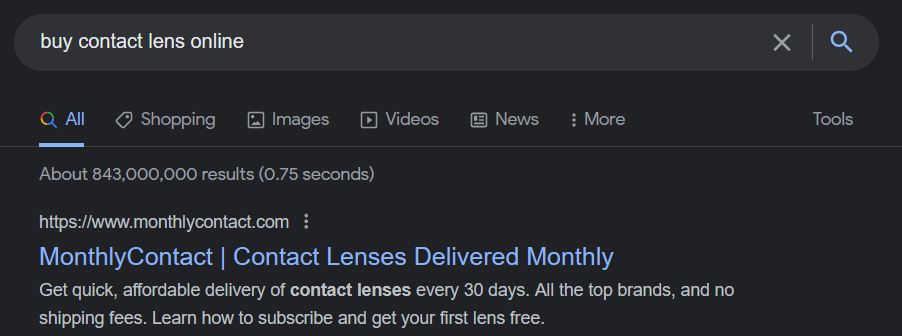 buy contact lens online
All Shopping Images Videos News More Tools
About 843,000,000 results (0.75 seconds)
https://www.monthlycontact.com
MonthlyContact | Contact Lenses Delivered Monthly
Get quick, affordable delivery of contact lenses every 30 days. All the top brands, and no
shipping fees. Learn how to subscribe and get your first lens free.